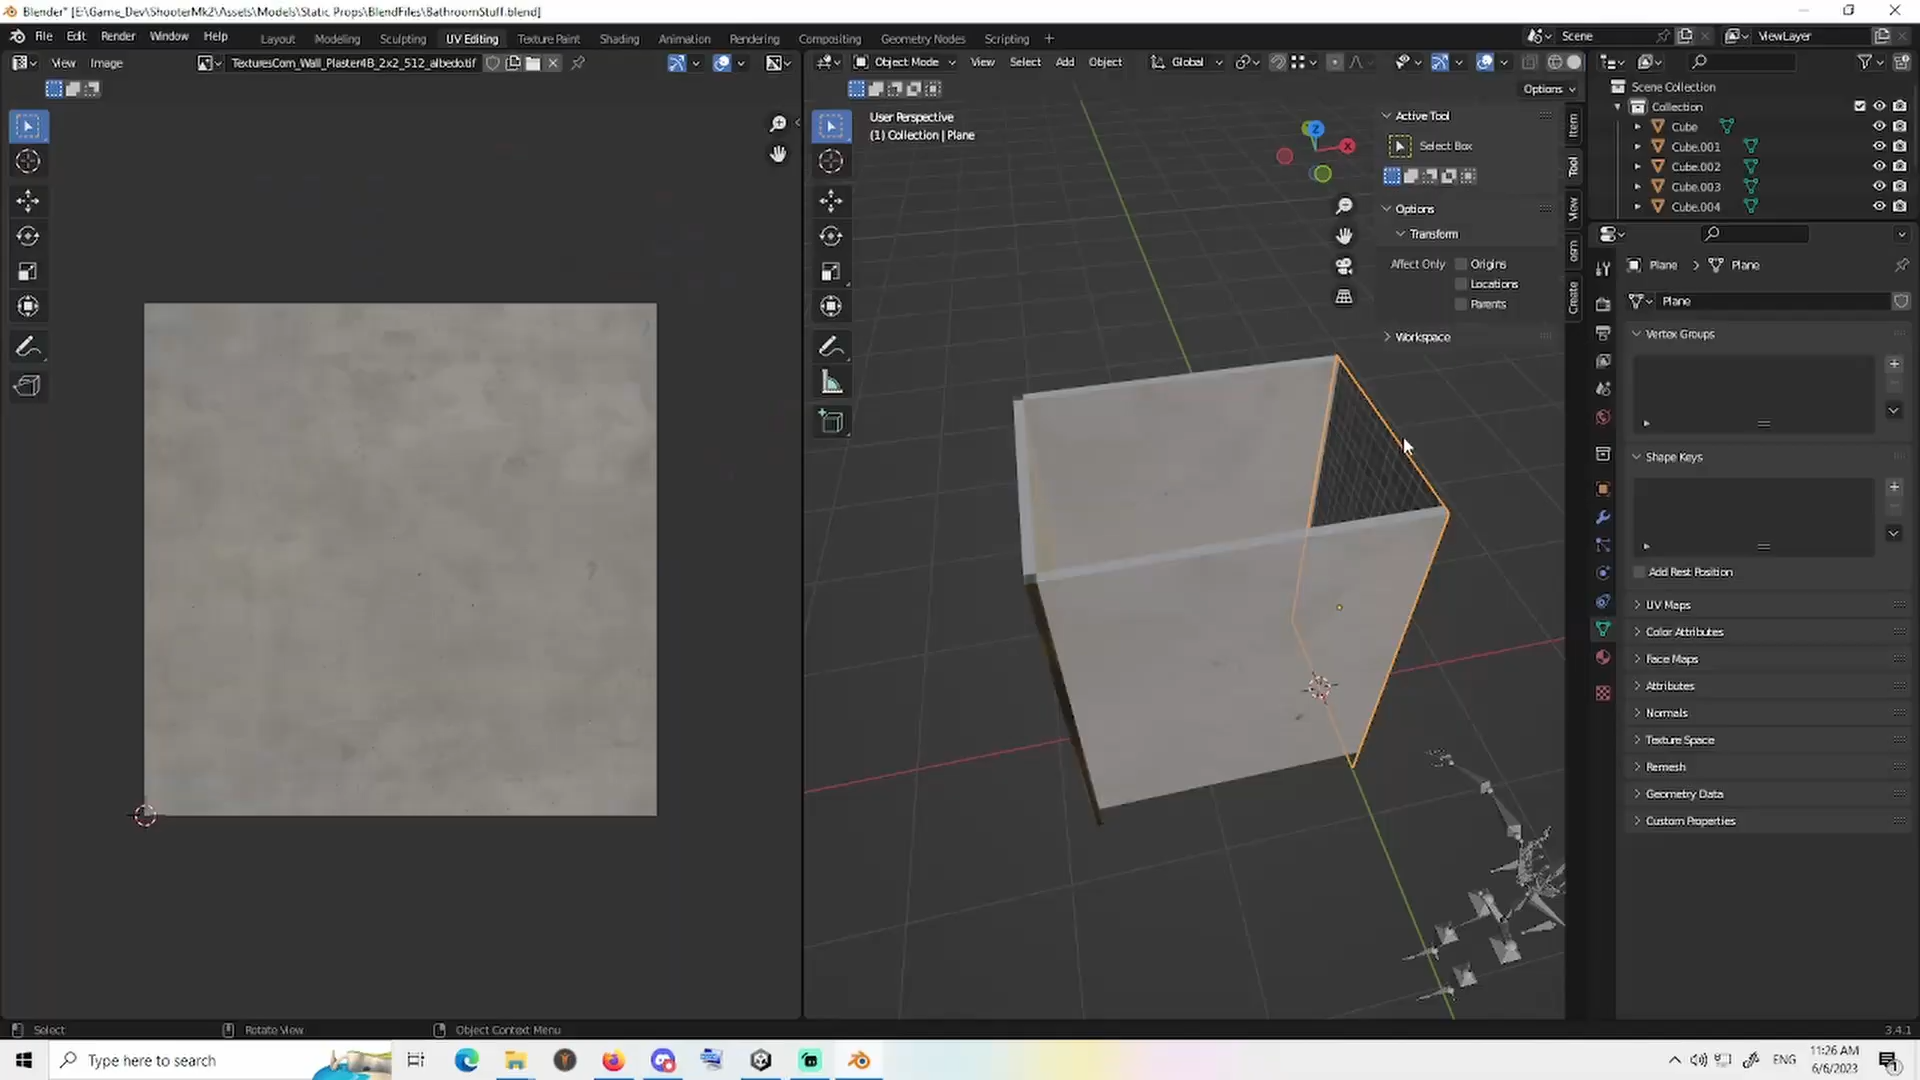 Blender* [E:\Game_Dev\ShooterMk2\Assets\Models\Static Props\BlendFiles\BathroomStuff.blend]
File Edit Render Window Help
Layout Modeling Sculpting UV Editing Texture Paint Shading Animation Rendering Compositing Geometry Nodes Scripting +
Scene
ViewLayer
View Image
TexturesCom_Wall_Plaster4B_2x2_512_albedo.tif
Object Mode View Select Add Object
Global
Options
User Perspective
(1) Collection | Plane
Z
X
Active Tool
Select Box
Options
Transform
Affect Only Origins
Locations
Parents
Workspace
Item
Tool
View
osm
Create
Scene Collection
Collection
Cube
Cube.001
Cube.002
Cube.003
Cube.004
Plane > Plane
Plane
Vertex Groups
Shape Keys
Add Rest Position
UV Maps
Color Attributes
Face Maps
Attributes
Normals
Texture Space
Remesh
Geometry Data
Custom Properties
Select
Rotate View
Object Context Menu
3.4.1
Type here to search
ENG
11:26 AM
6/6/2023